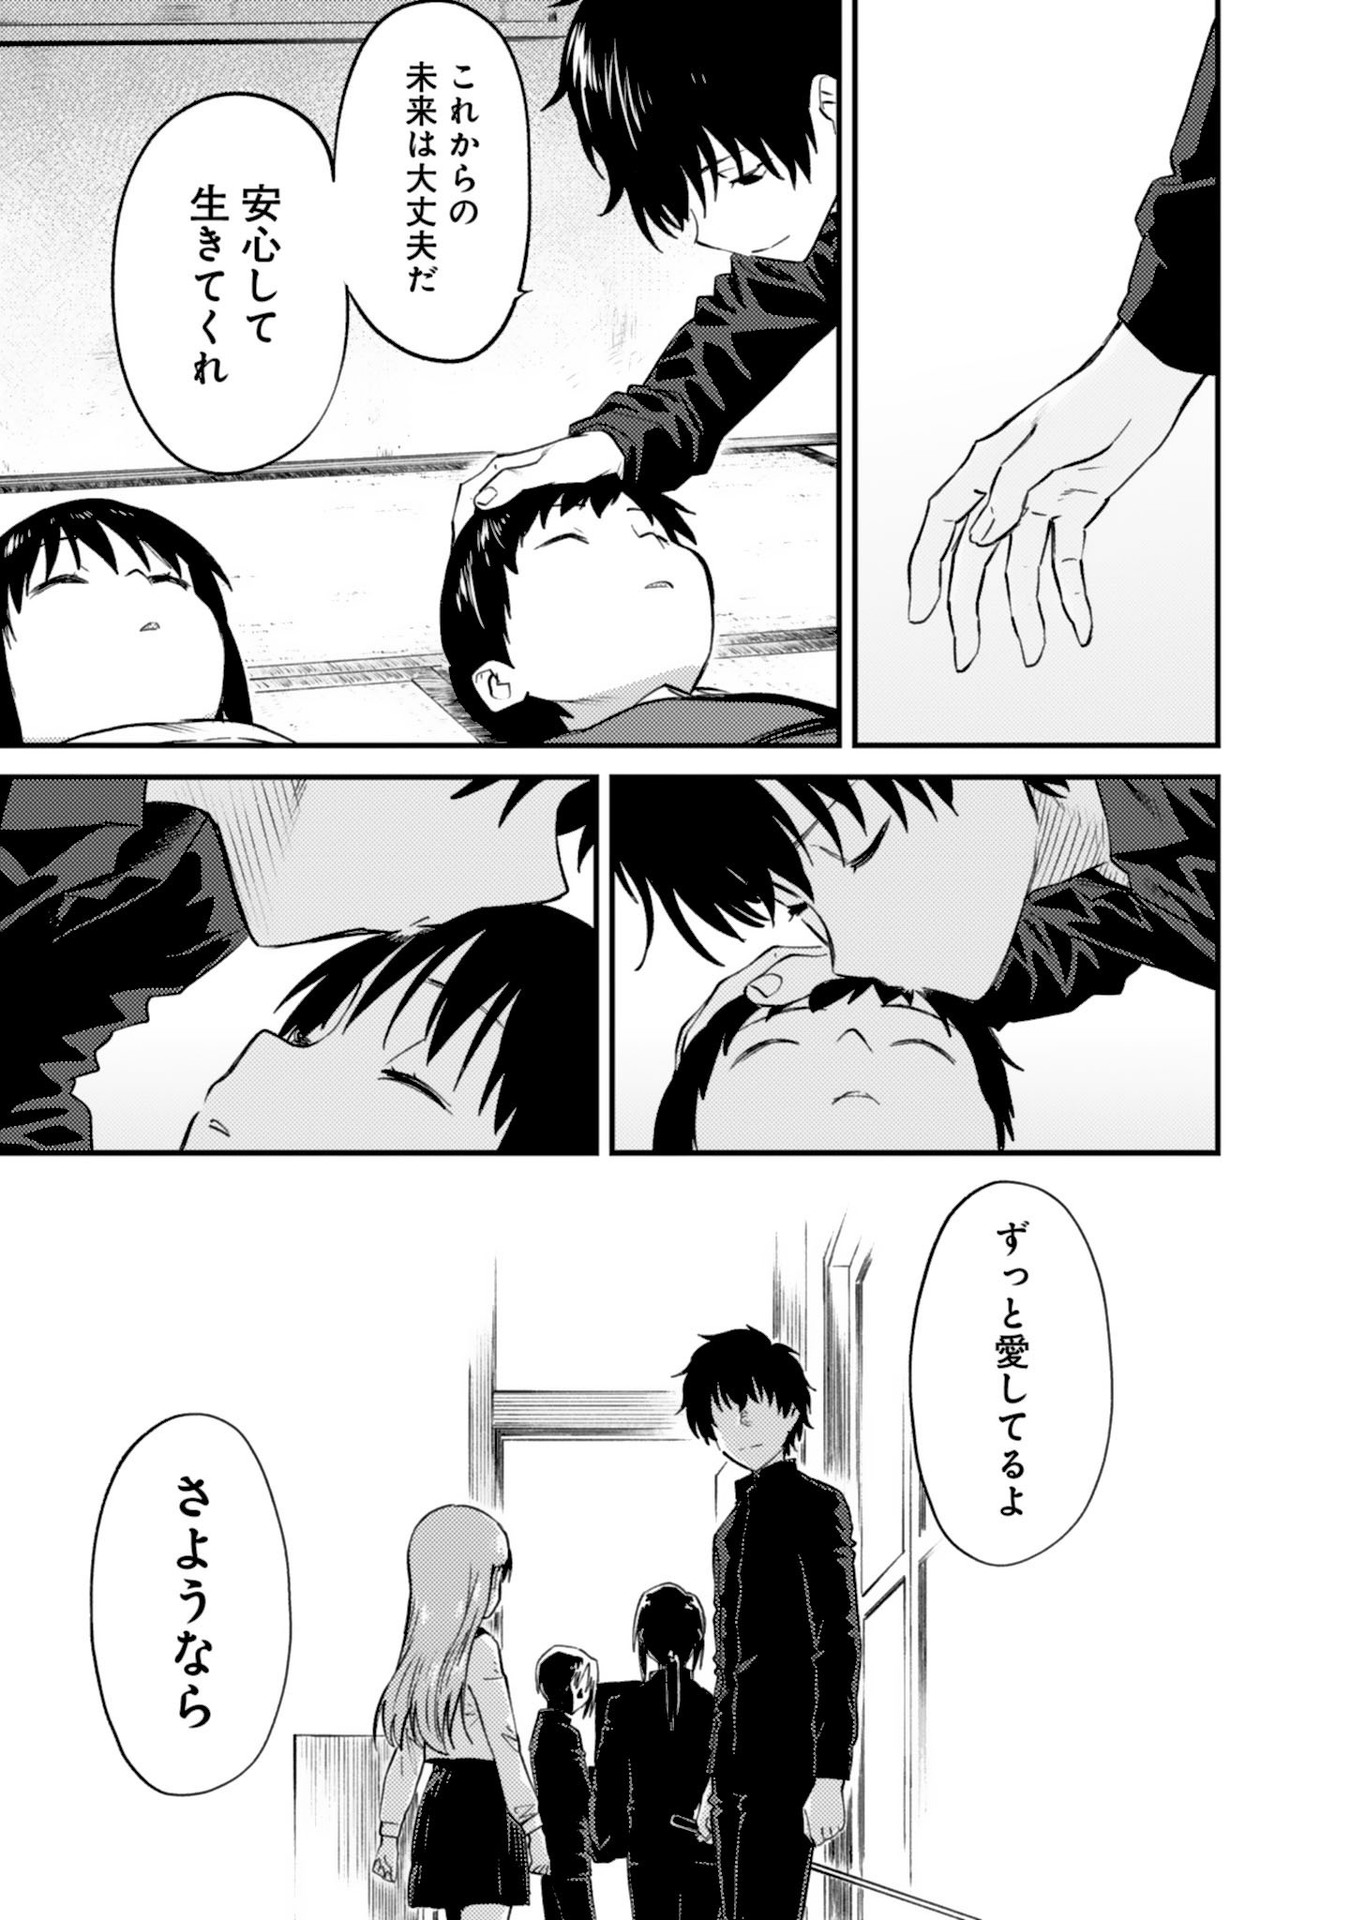 これからの
未来は大丈夫だ
安心して
生きてくれ
ずっと愛してるよ
さようなら